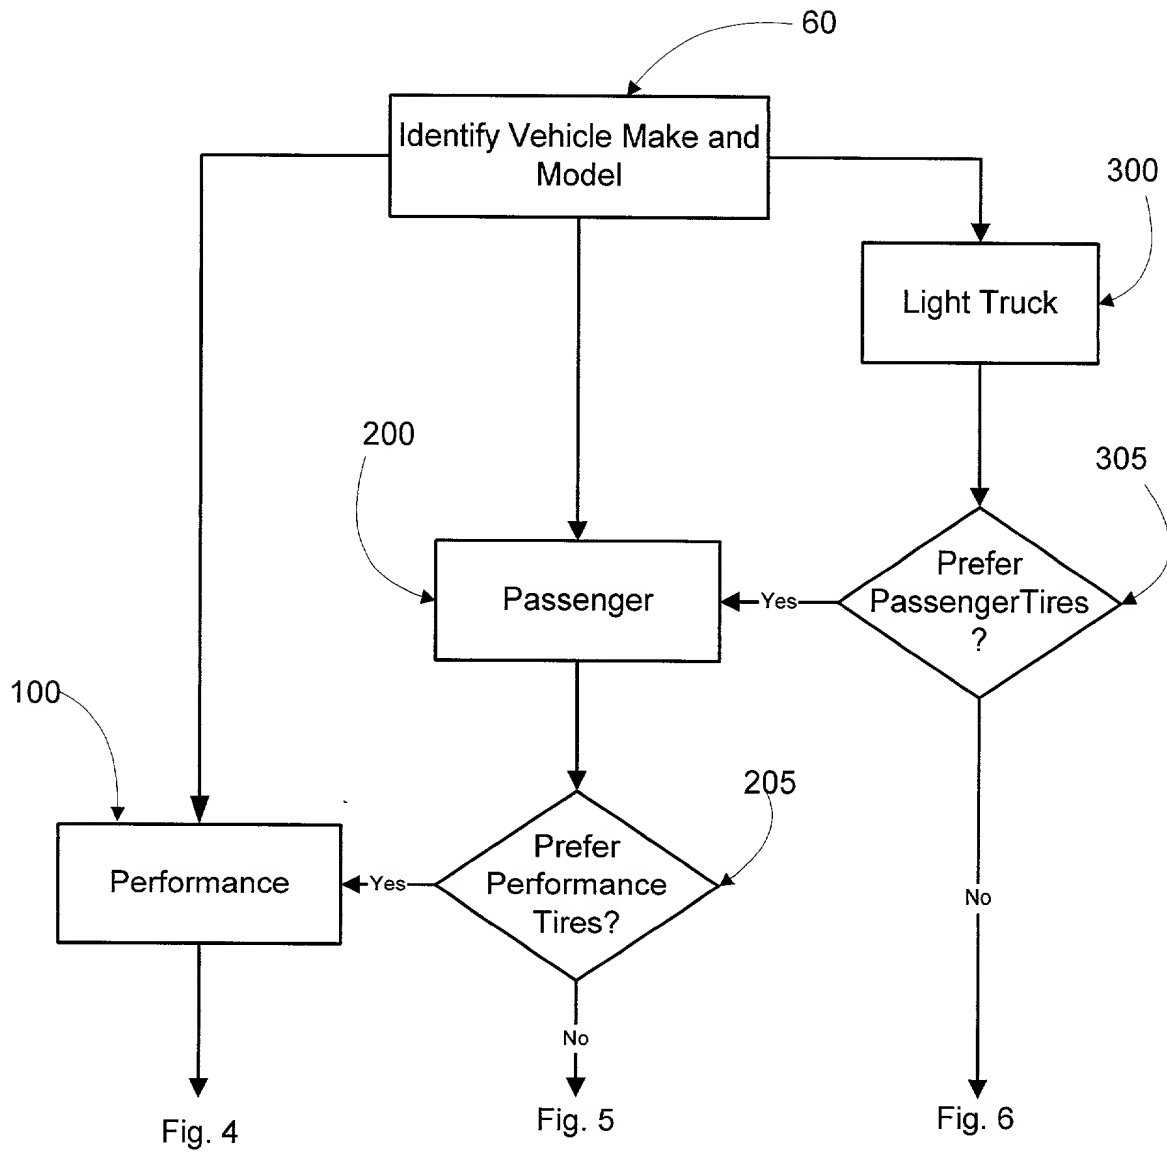 60
Identify Vehicle Make and
Model
300
Light Truck
200
305
Prefer
PassengerTires
?
Passenger
Yes
100
205
Prefer
Performance
Tires?
Performance
Yes
No
No
Fig. 4
Fig. 5
Fig. 6